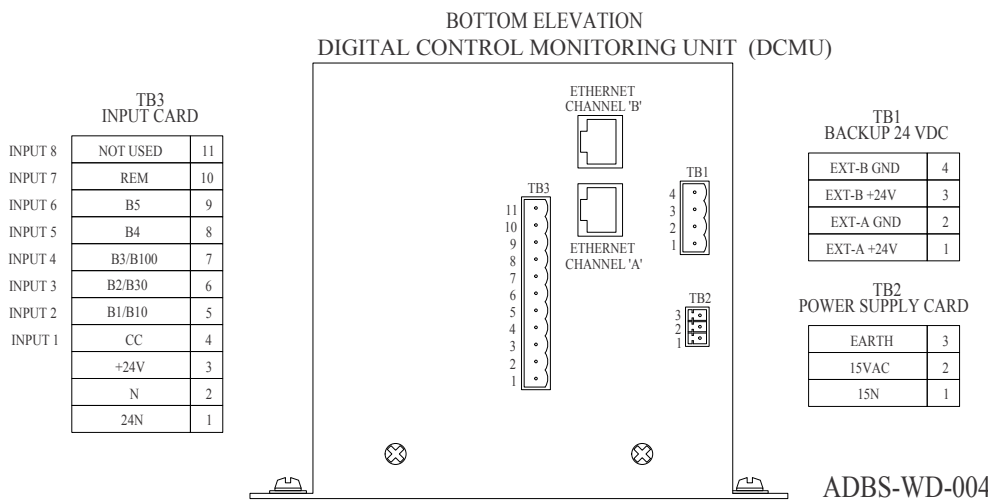 BOTTOM ELEVATION
DIGITAL CONTROL MONITORING UNIT (DCMU)
TB3
INPUT CARD
INPUT 8 NOT USED 11
INPUT 7 REM 10
INPUT 6 B5 9
INPUT 5 B4 8
INPUT 4 B3/B100 7
INPUT 3 B2/B30 6
INPUT 2 B1/B10 5
INPUT 1 CC 4
+24V 3
N 2
24N 1
ETHERNET
CHANNEL 'B'
TB3
11
10
9
8
7
6
5
4
3
2
1
ETHERNET
CHANNEL 'A'
TB1
4
3
2
1
TB2
3
2
1
TB1
BACKUP 24 VDC
EXT-B GND 4
EXT-B +24V 3
EXT-A GND 2
EXT-A +24V 1
TB2
POWER SUPPLY CARD
EARTH 3
15VAC 2
15N 1
ADBS-WD-004